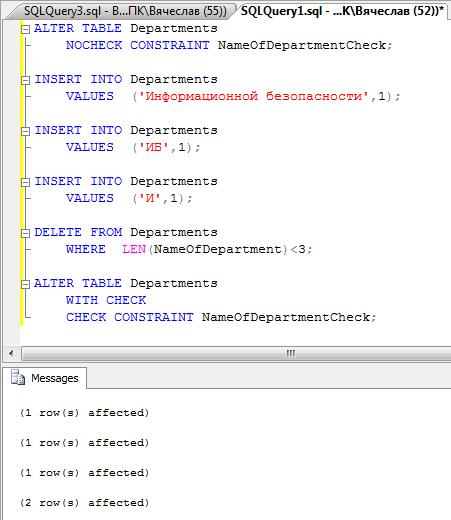 SQLQuery3.sql - В...ПК\Вячеслав (55)) SQLQuery1.sql - ...К\Вячеслав (52))*
ALTER TABLE Departments
NOCHECK CONSTRAINT NameOfDepartmentCheck;
INSERT INTO Departments
VALUES ('Информационной безопасности',1);
INSERT INTO Departments
VALUES ('ИБ',1);
INSERT INTO Departments
VALUES ('И',1);
DELETE FROM Departments
WHERE LEN(NameOfDepartment)<3;
ALTER TABLE Departments
WITH CHECK
CHECK CONSTRAINT NameOfDepartmentCheck;
Messages
(1 row(s) affected)
(1 row(s) affected)
(1 row(s) affected)
(2 row(s) affected)